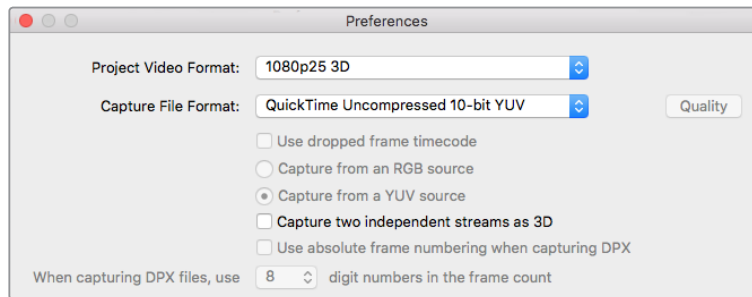 Preferences
Project Video Format: 1080p25 3D
Capture File Format: QuickTime Uncompressed 10-bit YUV Quality
Use dropped frame timecode
Capture from an RGB source
Capture from a YUV source
Capture two independent streams as 3D
Use absolute frame numbering when capturing DPX
When capturing DPX files, use 8 digit numbers in the frame count